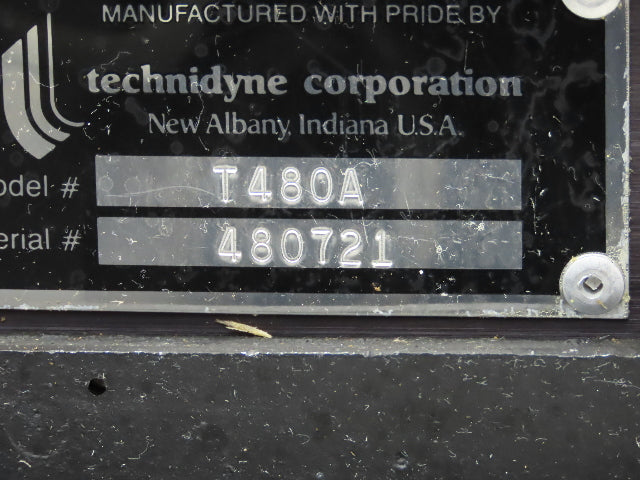 MANUFACTURED WITH PRIDE BY
technidyne corporation
New Albany, Indiana U.S.A.
odel # T480A
erial # 480721